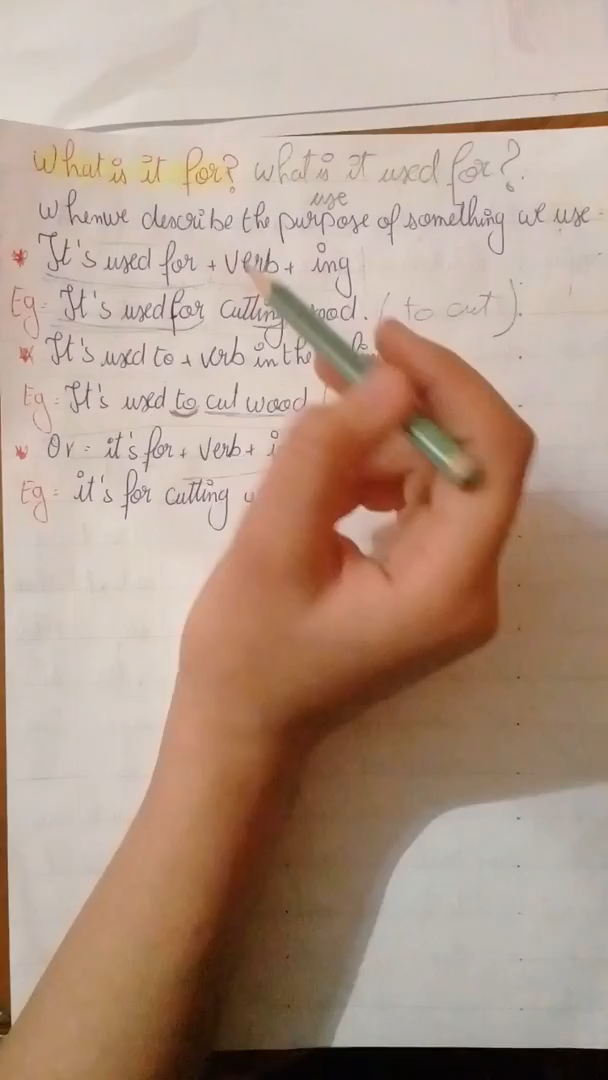 What is it for? What is it used for?
use
When we describe the purpose of something we use
* It's used for + verb + ing
Eg: It's used for cutting wood. (to cut).
* It's used to + verb in the
Eg: It's used to cut wood
* Or = it's for + verb +
Eg = it's for cutting